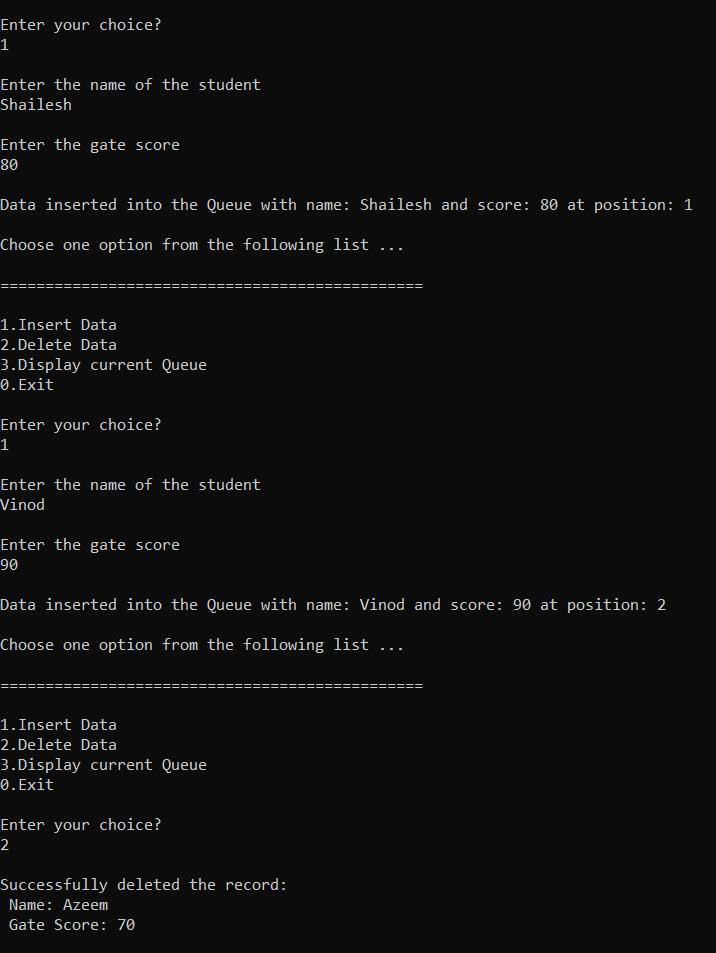 Enter your choice?
1
Enter the name of the student
Shailesh
Enter the gate score
80
Data inserted into the Queue with name: Shailesh and score: 80 at position: 1
Choose one option from the following list ...
===============================================
1.Insert Data
2.Delete Data
3.Display current Queue
0.Exit
Enter your choice?
1
Enter the name of the student
Vinod
Enter the gate score
90
Data inserted into the Queue with name: Vinod and score: 90 at position: 2
Choose one option from the following list ...
===============================================
1.Insert Data
2.Delete Data
3.Display current Queue
0.Exit
Enter your choice?
2
Successfully deleted the record:
Name: Azeem
Gate Score: 70